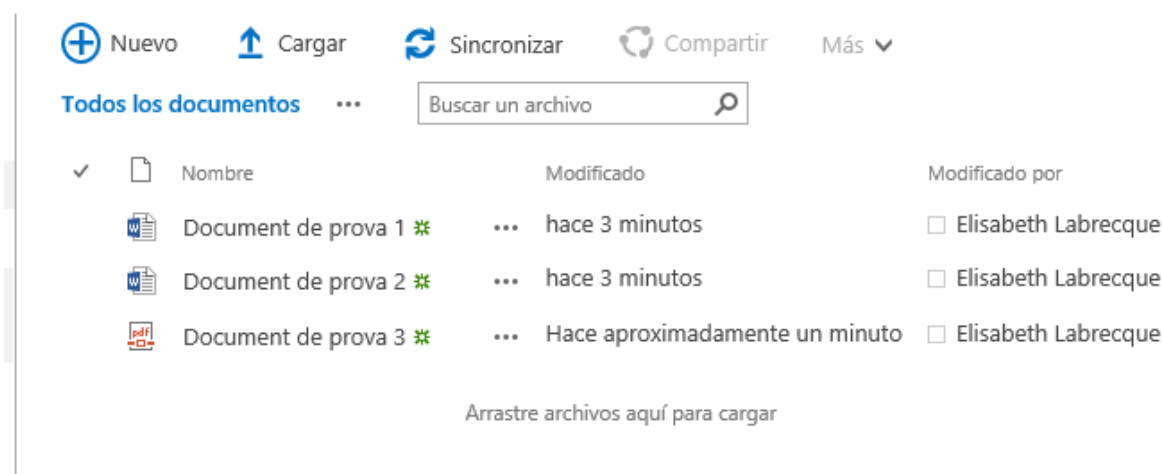 Nuevo Cargar Sincronizar Compartir Más
Todos los documentos ... Buscar un archivo
Nombre Modificado Modificado por
Document de prova 1 ... hace 3 minutos Elisabeth Labrecque
Document de prova 2 ... hace 3 minutos Elisabeth Labrecque
pdf Document de prova 3 ... Hace aproximadamente un minuto Elisabeth Labrecque
Arrastre archivos aquí para cargar